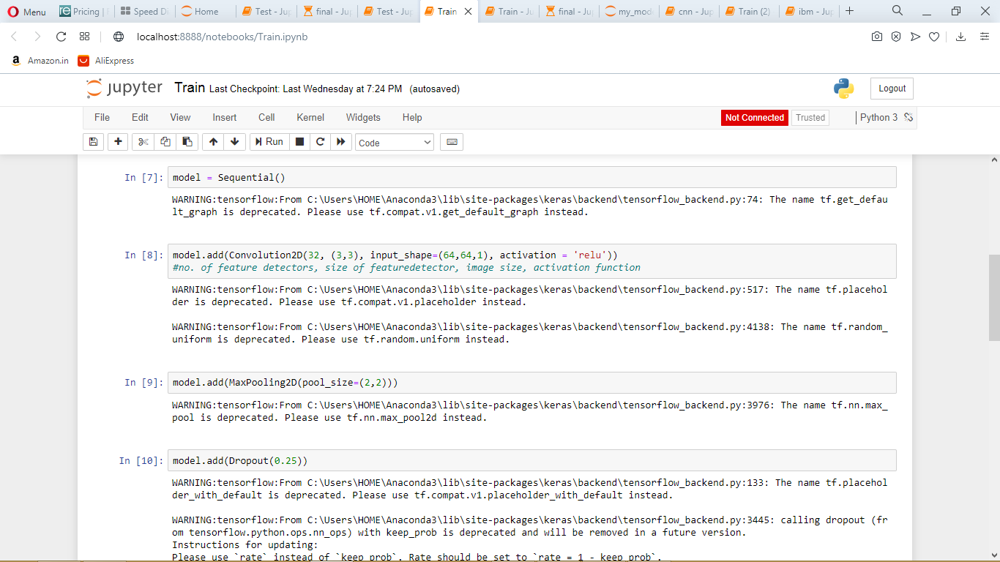 Menu
Pricing |
Speed Di
Home
Test - Jup
final - Jup
Test - Jup
Train
Train - Ju
final - Jup
my_mod
cnn - Jup
Train (2)
ibm - Jup
localhost:8888/notebooks/Train.ipynb
Amazon.in
AliExpress
jupyter Train Last Checkpoint: Last Wednesday at 7:24 PM (autosaved)
Logout
File Edit View Insert Cell Kernel Widgets Help
Not Connected Trusted Python 3
Run Code
In [7]: model = Sequential()
WARNING:tensorflow:From C:\Users\HOME\Anaconda3\lib\site-packages\keras\backend\tensorflow_backend.py:74: The name tf.get_defau
lt_graph is deprecated. Please use tf.compat.v1.get_default_graph instead.
In [8]: model.add(Convolution2D(32, (3,3), input_shape=(64,64,1), activation = 'relu'))
#no. of feature detectors, size of featuredetector, image size, activation function
WARNING:tensorflow:From C:\Users\HOME\Anaconda3\lib\site-packages\keras\backend\tensorflow_backend.py:517: The name tf.placehol
der is deprecated. Please use tf.compat.v1.placeholder instead.
WARNING:tensorflow:From C:\Users\HOME\Anaconda3\lib\site-packages\keras\backend\tensorflow_backend.py:4138: The name tf.random_
uniform is deprecated. Please use tf.random.uniform instead.
In [9]: model.add(MaxPooling2D(pool_size=(2,2)))
WARNING:tensorflow:From C:\Users\HOME\Anaconda3\lib\site-packages\keras\backend\tensorflow_backend.py:3976: The name tf.nn.max_
pool is deprecated. Please use tf.nn.max_pool2d instead.
In [10]: model.add(Dropout(0.25))
WARNING:tensorflow:From C:\Users\HOME\Anaconda3\lib\site-packages\keras\backend\tensorflow_backend.py:133: The name tf.placehol
der_with_default is deprecated. Please use tf.compat.v1.placeholder_with_default instead.
WARNING:tensorflow:From C:\Users\HOME\Anaconda3\lib\site-packages\keras\backend\tensorflow_backend.py:3445: calling dropout (fr
om tensorflow.python.ops.nn_ops) with keep_prob is deprecated and will be removed in a future version.
Instructions for updating:
Please use `rate` instead of `keep_prob`. Rate should be set to `rate = 1 - keep_prob`.